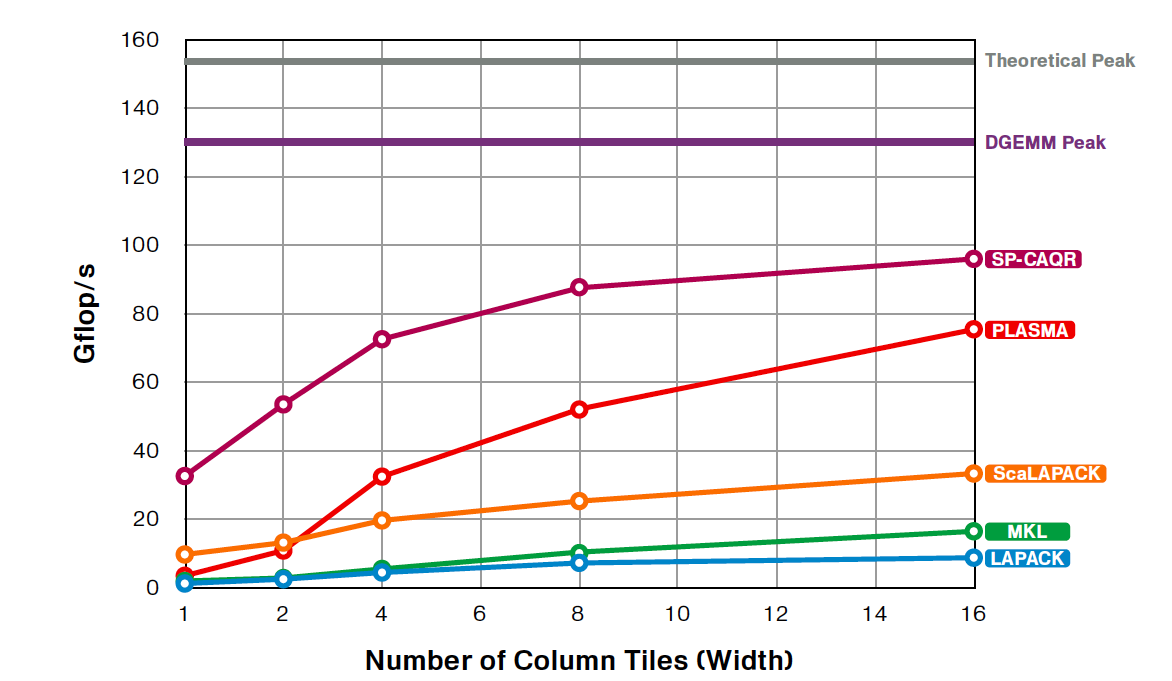 160
Theoretical Peak
140
DGEMM Peak
120
100
SP-CAQR
80
PLASMA
60
40
ScaLAPACK
20
MKL
LAPACK
0
Gflop/s
1 2 4 6 8 10 12 14 16
Number of Column Tiles (Width)